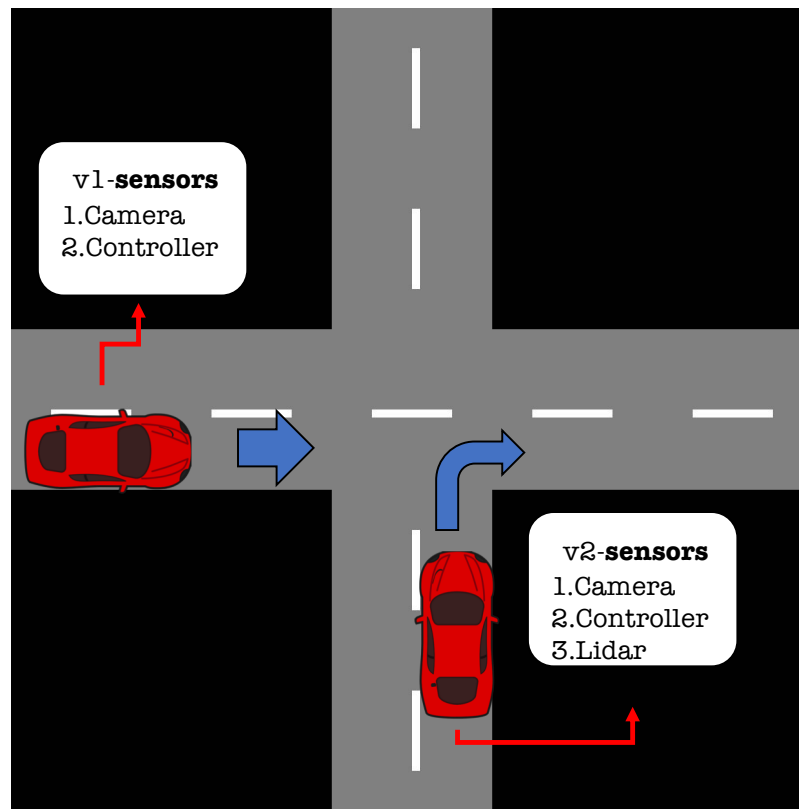 v1-sensors
1.Camera
2.Controller
v2-sensors
1.Camera
2.Controller
3.Lidar